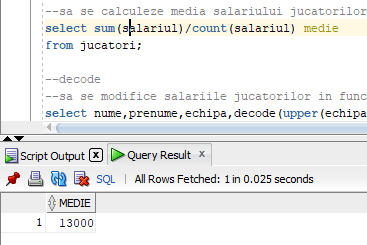 --sa se calculeze media salariului jucatorilor
select sum(salariul)/count(salariul) medie
from jucatori;
--decode
--sa se modifice salariile jucatorilor in func
select nume,prenume,echipa,decode(upper(echipa
Script Output x Query Result x
SQL | All Rows Fetched: 1 in 0.025 seconds
MEDIE
1 13000